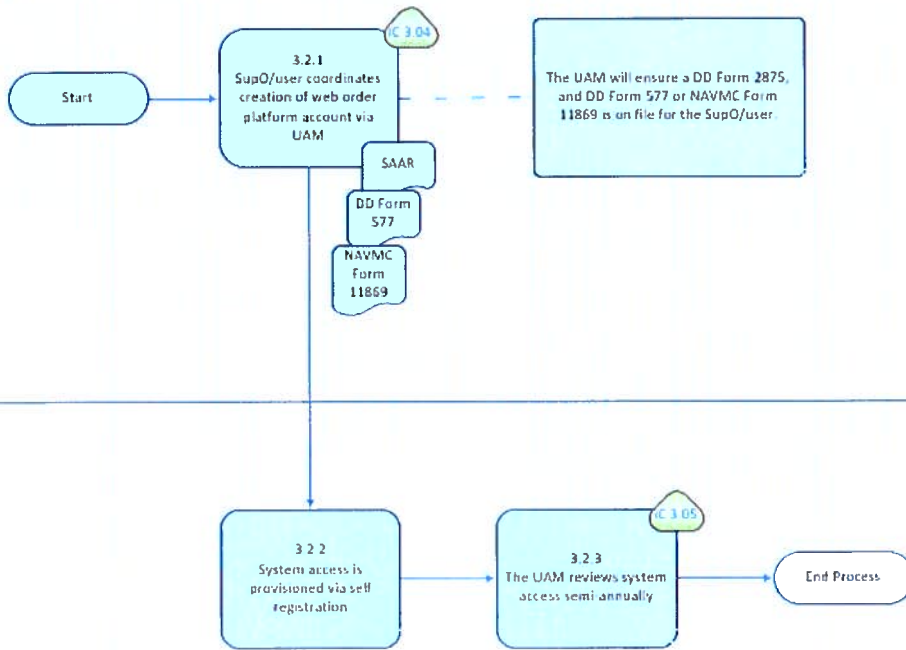 IC 3.04
3.2.1
SupO/user coordinates
creation of web order
platform account via
UAM
Start
The UAM will ensure a DD Form 2875,
and DD Form 577 or NAVMC Form
11869 is on file for the SupO/user.
SAAR
DD Form
577
NAVMC
Form
11869
IC 3.05
3.2.2
System access is
provisioned via self
registration
3.2.3
The UAM reviews system
access semi-annually
End Process